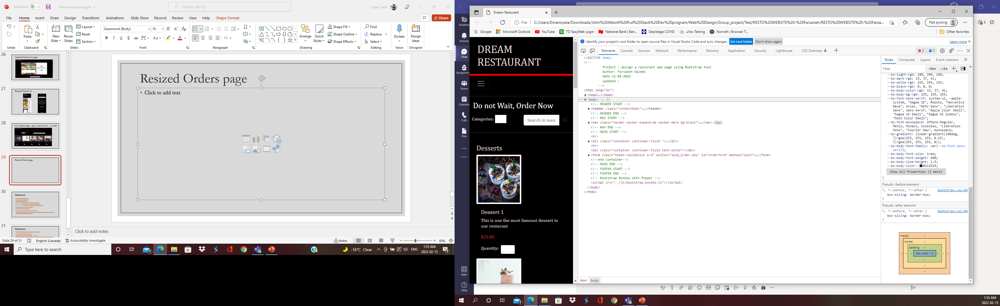 AutoSave Off dreamrestaurant.pptx Search (Alt+Q) Lopes, Jack
File Home Insert Draw Design Transitions Animations Slide Show Record Review View Help Shape Format Share
Undo
Paste
Clipboard
New Slide
Reuse Slides
Layout
Reset
Section
Slides
Garamond (Body) 18
B I U S ab AV Aa
Font
Paragraph
Arrange
Quick Styles
Shape Fill
Shape Outline
Shape Effects
Drawing
Find
Replace
Select
Editing
Dictate
Voice
Design Ideas
Designer
26
Updated Contact Us page
27
Resized Contact Us
28
New Orders Page – get it while it's hot… or cold
29
Resized Orders page
30
References
31
References
Resized Orders page
Click to add text
Click to add notes
Slide 29 of 31 English (Canada) Accessibility: Investigate Notes 83%
Type here to search
-16°C Clear ENG 1:55 AM
2022-02-15
Activity
Chat
Teams
Calls
Files
Apps
Help
Dream Resturant
File C:/Users/Emanoyela/Downloads/John%20Abbott%20Full%20Stack%20Dev%20program/Web%20Design/Group_project/Test/RESTO%20WEBSITE%20-%20Farzaneh/RESTO%20WEBSITE%20-%20Farza... Not syncing
Google Microsoft Outlook YouTube TD EasyWeb Login National Bank | Ban... Depistage COVID uVox Testing Norroth | Browser T... Other favorites
DREAM
RESTAURANT
Do not Wait, Order Now
Categories:
Search in men
Desserts
Dessert 1
This is one the most famoust deseert in
our resturant
$25.00
Quantity:
Identify your project's root folder to open source files in Visual Studio Code and sync changes. Set root folder Don't show again Learn more
Elements Console Sources Network Performance Memory Application Security Lighthouse CSS Overview 2 3
<!DOCTYPE html>
<!--
Project : design a resturant web page using Bootstrap tool
Author: Farzaneh Kazemi
Date 11-02-2022
updated :
-->
<html lang="en">
<head>…</head>
<body> == $0
<!-- HEADER START -->
<header class="contactbody">…</header>
<!-- HEADER END -->
<!-- NAV START -->
<nav class="navbar navbar-expand-md navbar-dark bg-black">…</nav> flex
<!-- NAV END -->
<!-- MAIN START -->
<hr>
<div class="container continaer-fluid ">…</div>
<hr>
<div class="container continaer-fluid text-white"></div>
<form class="needs-validation p-4" action="send_order.php" id="orderform" method="post">…</form>
<!--end container-->
<!-- MAIN END -->
<!-- FOOTER START -->
<!-- FOOTER END -->
<!-- Bootstrap Bundle with Popper -->
<script src="../js/bootstrap.bundle.js"></script>
</body>
</html>
html body
Styles Computed Layout Event Listeners
Filter :hov .cls
--bs-light-rgb: 248, 249, 250;
--bs-dark-rgb: 33, 37, 41;
--bs-white-rgb: 255, 255, 255;
--bs-black-rgb: 0, 0, 0;
--bs-body-color-rgb: 33, 37, 41;
--bs-body-bg-rgb: 255, 255, 255;
--bs-font-sans-serif: system-ui, -apple-
system, "Segoe UI", Roboto, "Helvetica
Neue", Arial, "Noto Sans", "Liberation
Sans", sans-serif, "Apple Color Emoji",
"Segoe UI Emoji", "Segoe UI Symbol",
"Noto Color Emoji";
--bs-font-monospace: SFMono-Regular,
Menlo, Monaco, Consolas, "Liberation
Mono", "Courier New", monospace;
--bs-gradient: linear-gradient(180deg,
rgba(255, 255, 255, 0.15),
rgba(255, 255, 255, 0));
--bs-body-font-family: var(--bs-font-sans-
serif);
--bs-body-font-size: 1rem;
--bs-body-font-weight: 400;
--bs-body-line-height: 1.5;
--bs-body-color: #212529;
Show All Properties (1 more)
}
Pseudo ::before element
*, *::before, *::after { bootstrap.css:64
box-sizing: border-box;
}
Pseudo ::after element
*, *::before, *::after { bootstrap.css:64
box-sizing: border-box;
}
margin -
border -
padding -
364×4462.110
5
1:55 AM
2022-02-15